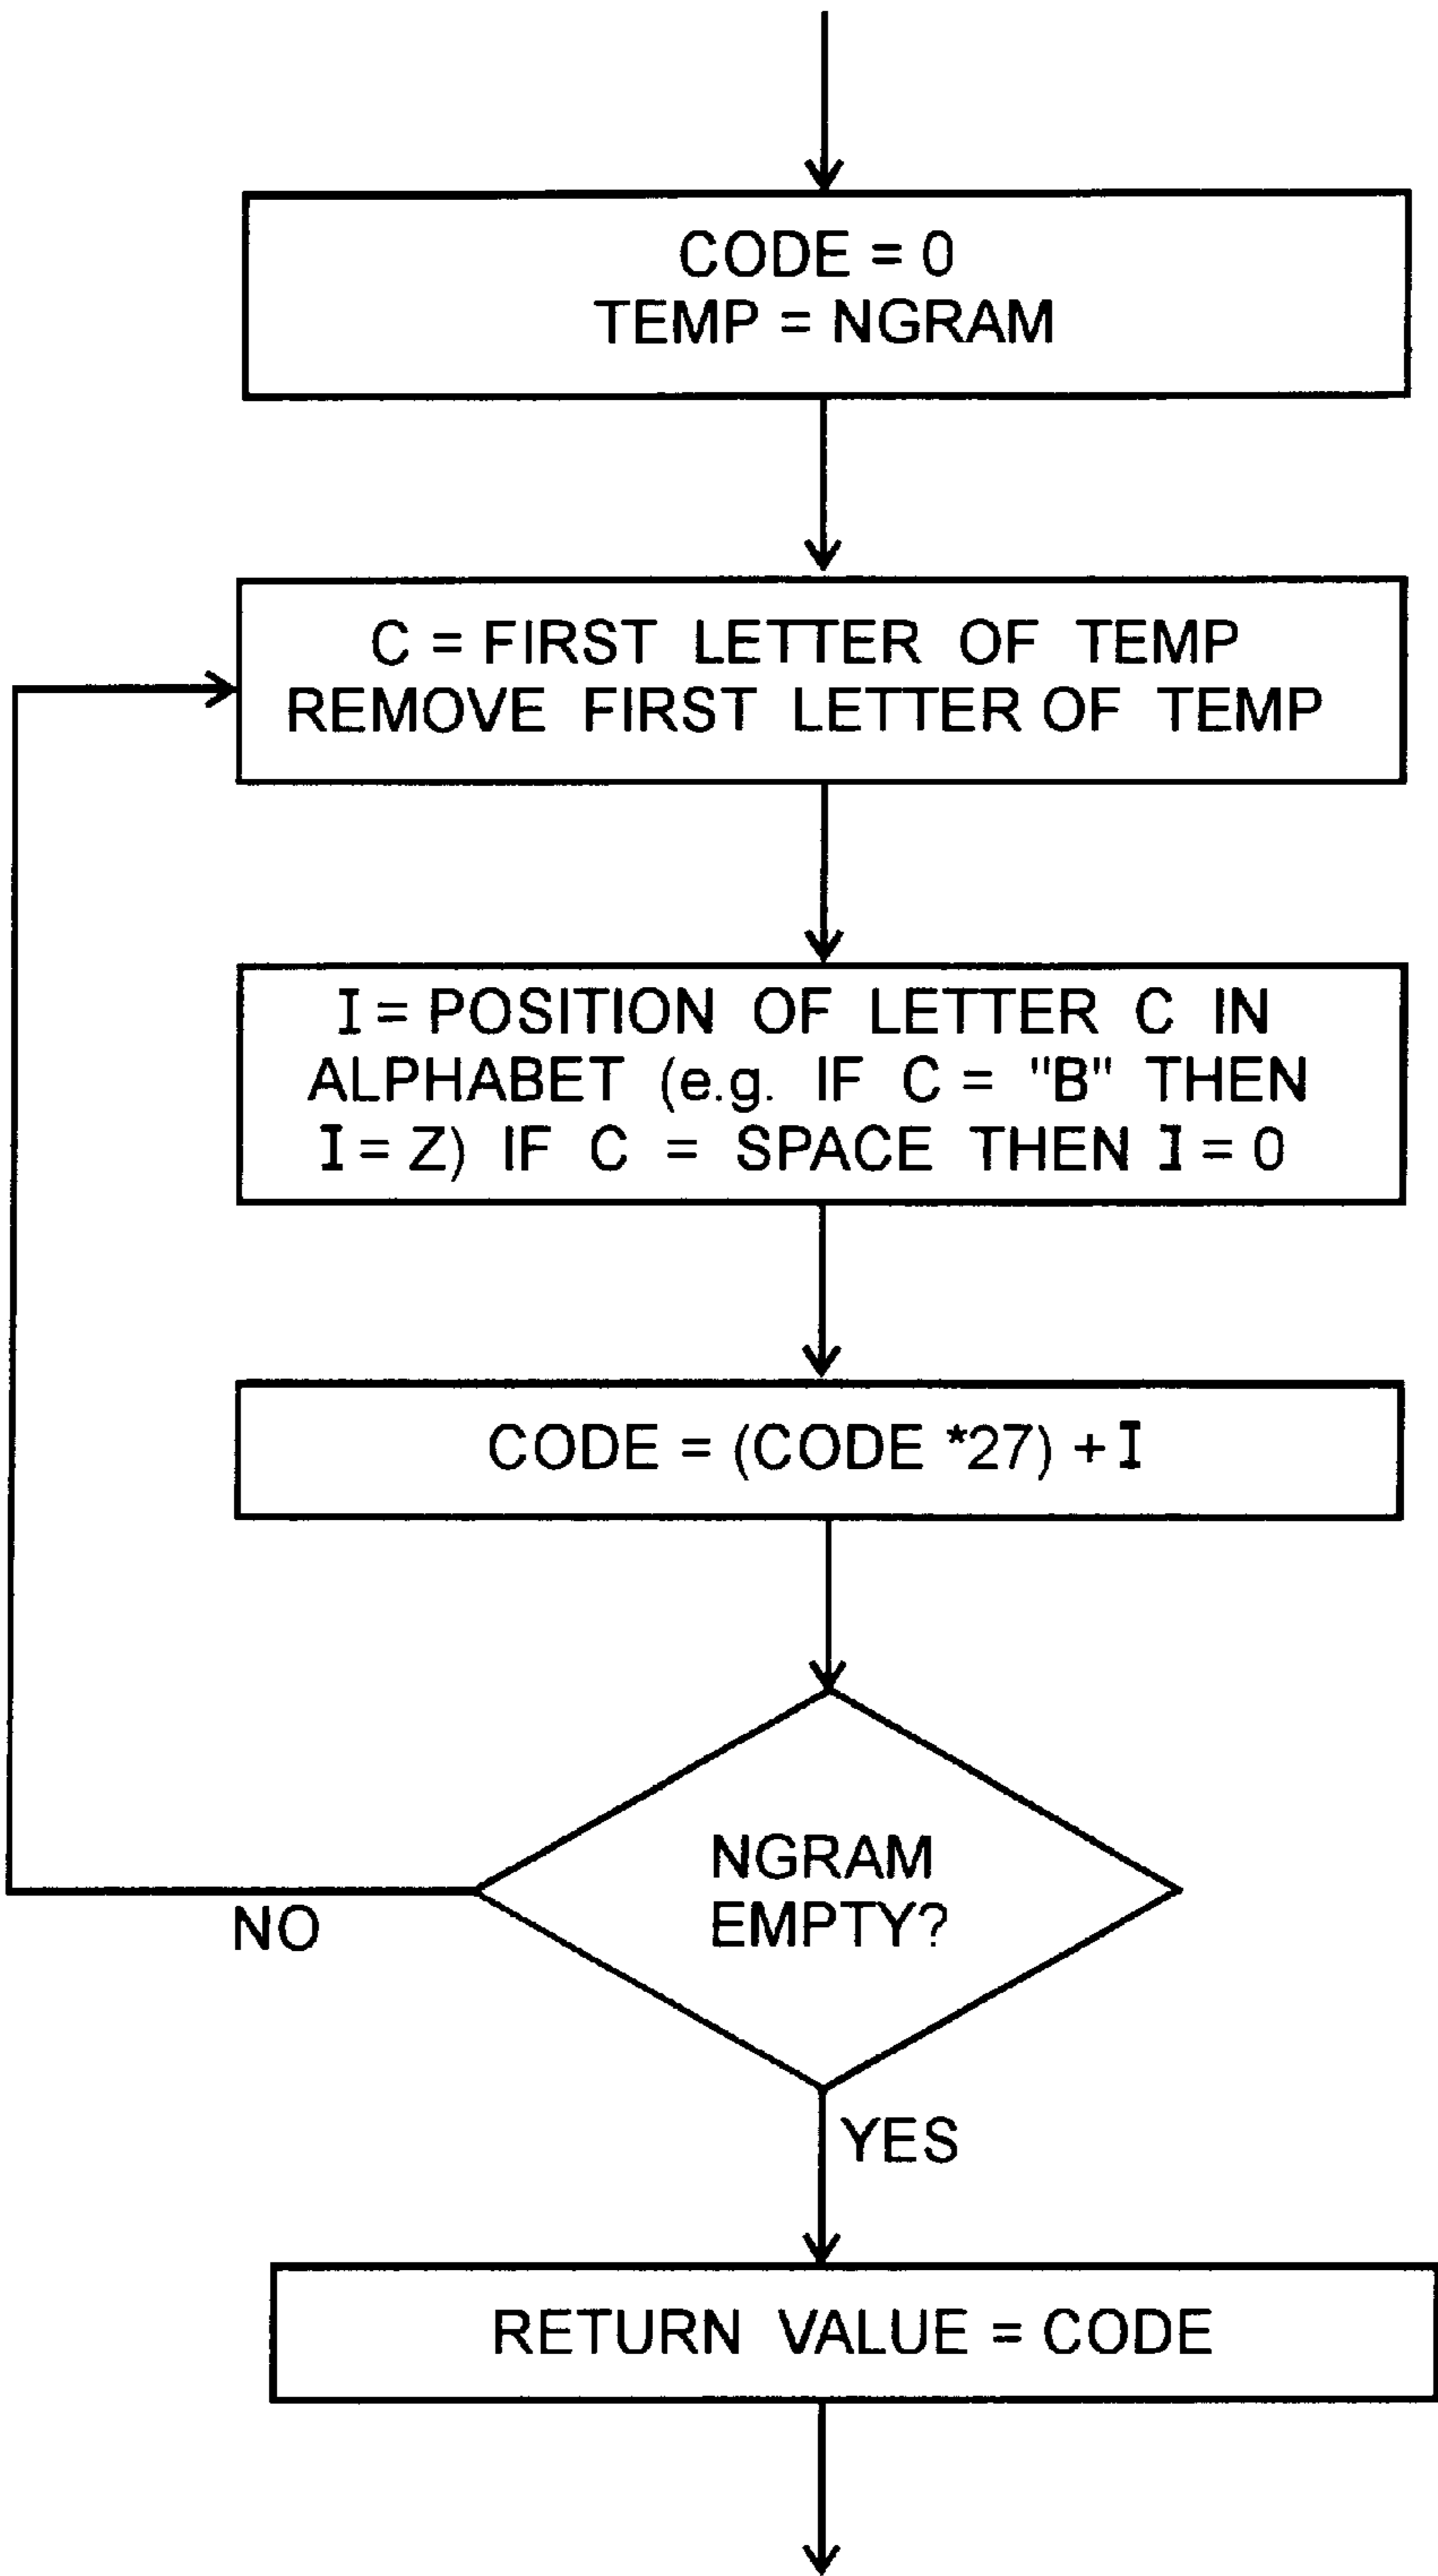 CODE = 0
TEMP = NGRAM
C = FIRST LETTER OF TEMP
REMOVE FIRST LETTER OF TEMP
I = POSITION OF LETTER C IN
ALPHABET (e.g. IF C = "B" THEN
I = Z) IF C = SPACE THEN I = 0
CODE = (CODE *27) + I
NGRAM
EMPTY?
NO
YES
RETURN VALUE = CODE